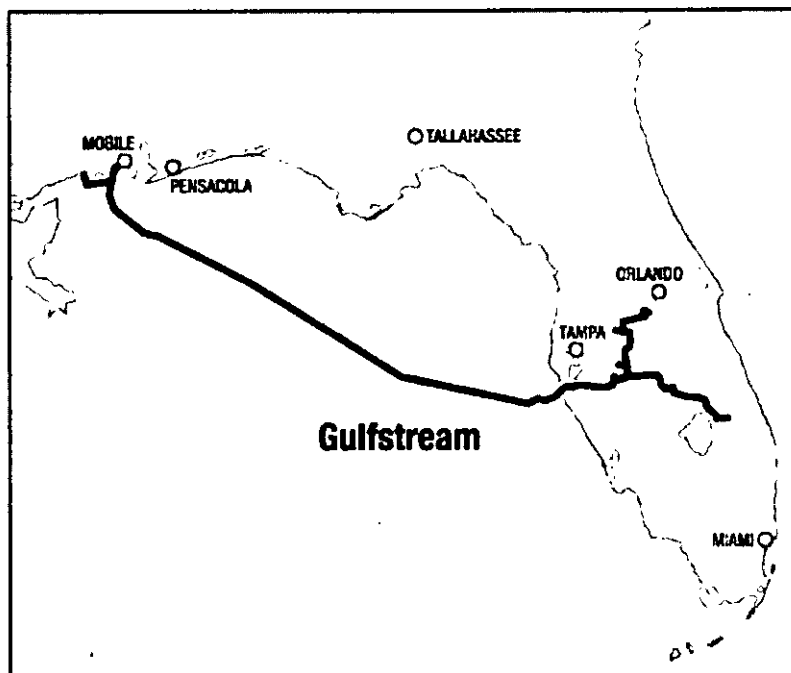 MOBILE
TALLAHASSEE
PENSACOLA
ORLANDO
TAMPA
Gulfstream
MIAMI